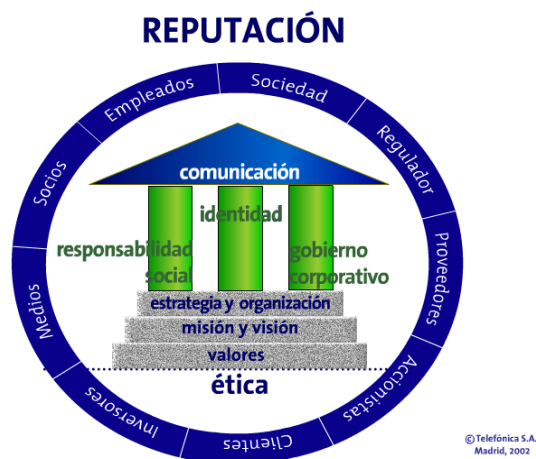 REPUTACIÓN
Empleados
Sociedad
Regulador
Proveedores
Accionistas
Clientes
Inversores
Medios
Socios
comunicación
identidad
responsabilidad
social
gobierno
corporativo
estrategia y organización
misión y visión
valores
ética
©Telefónica S.A.
Madrid, 2002